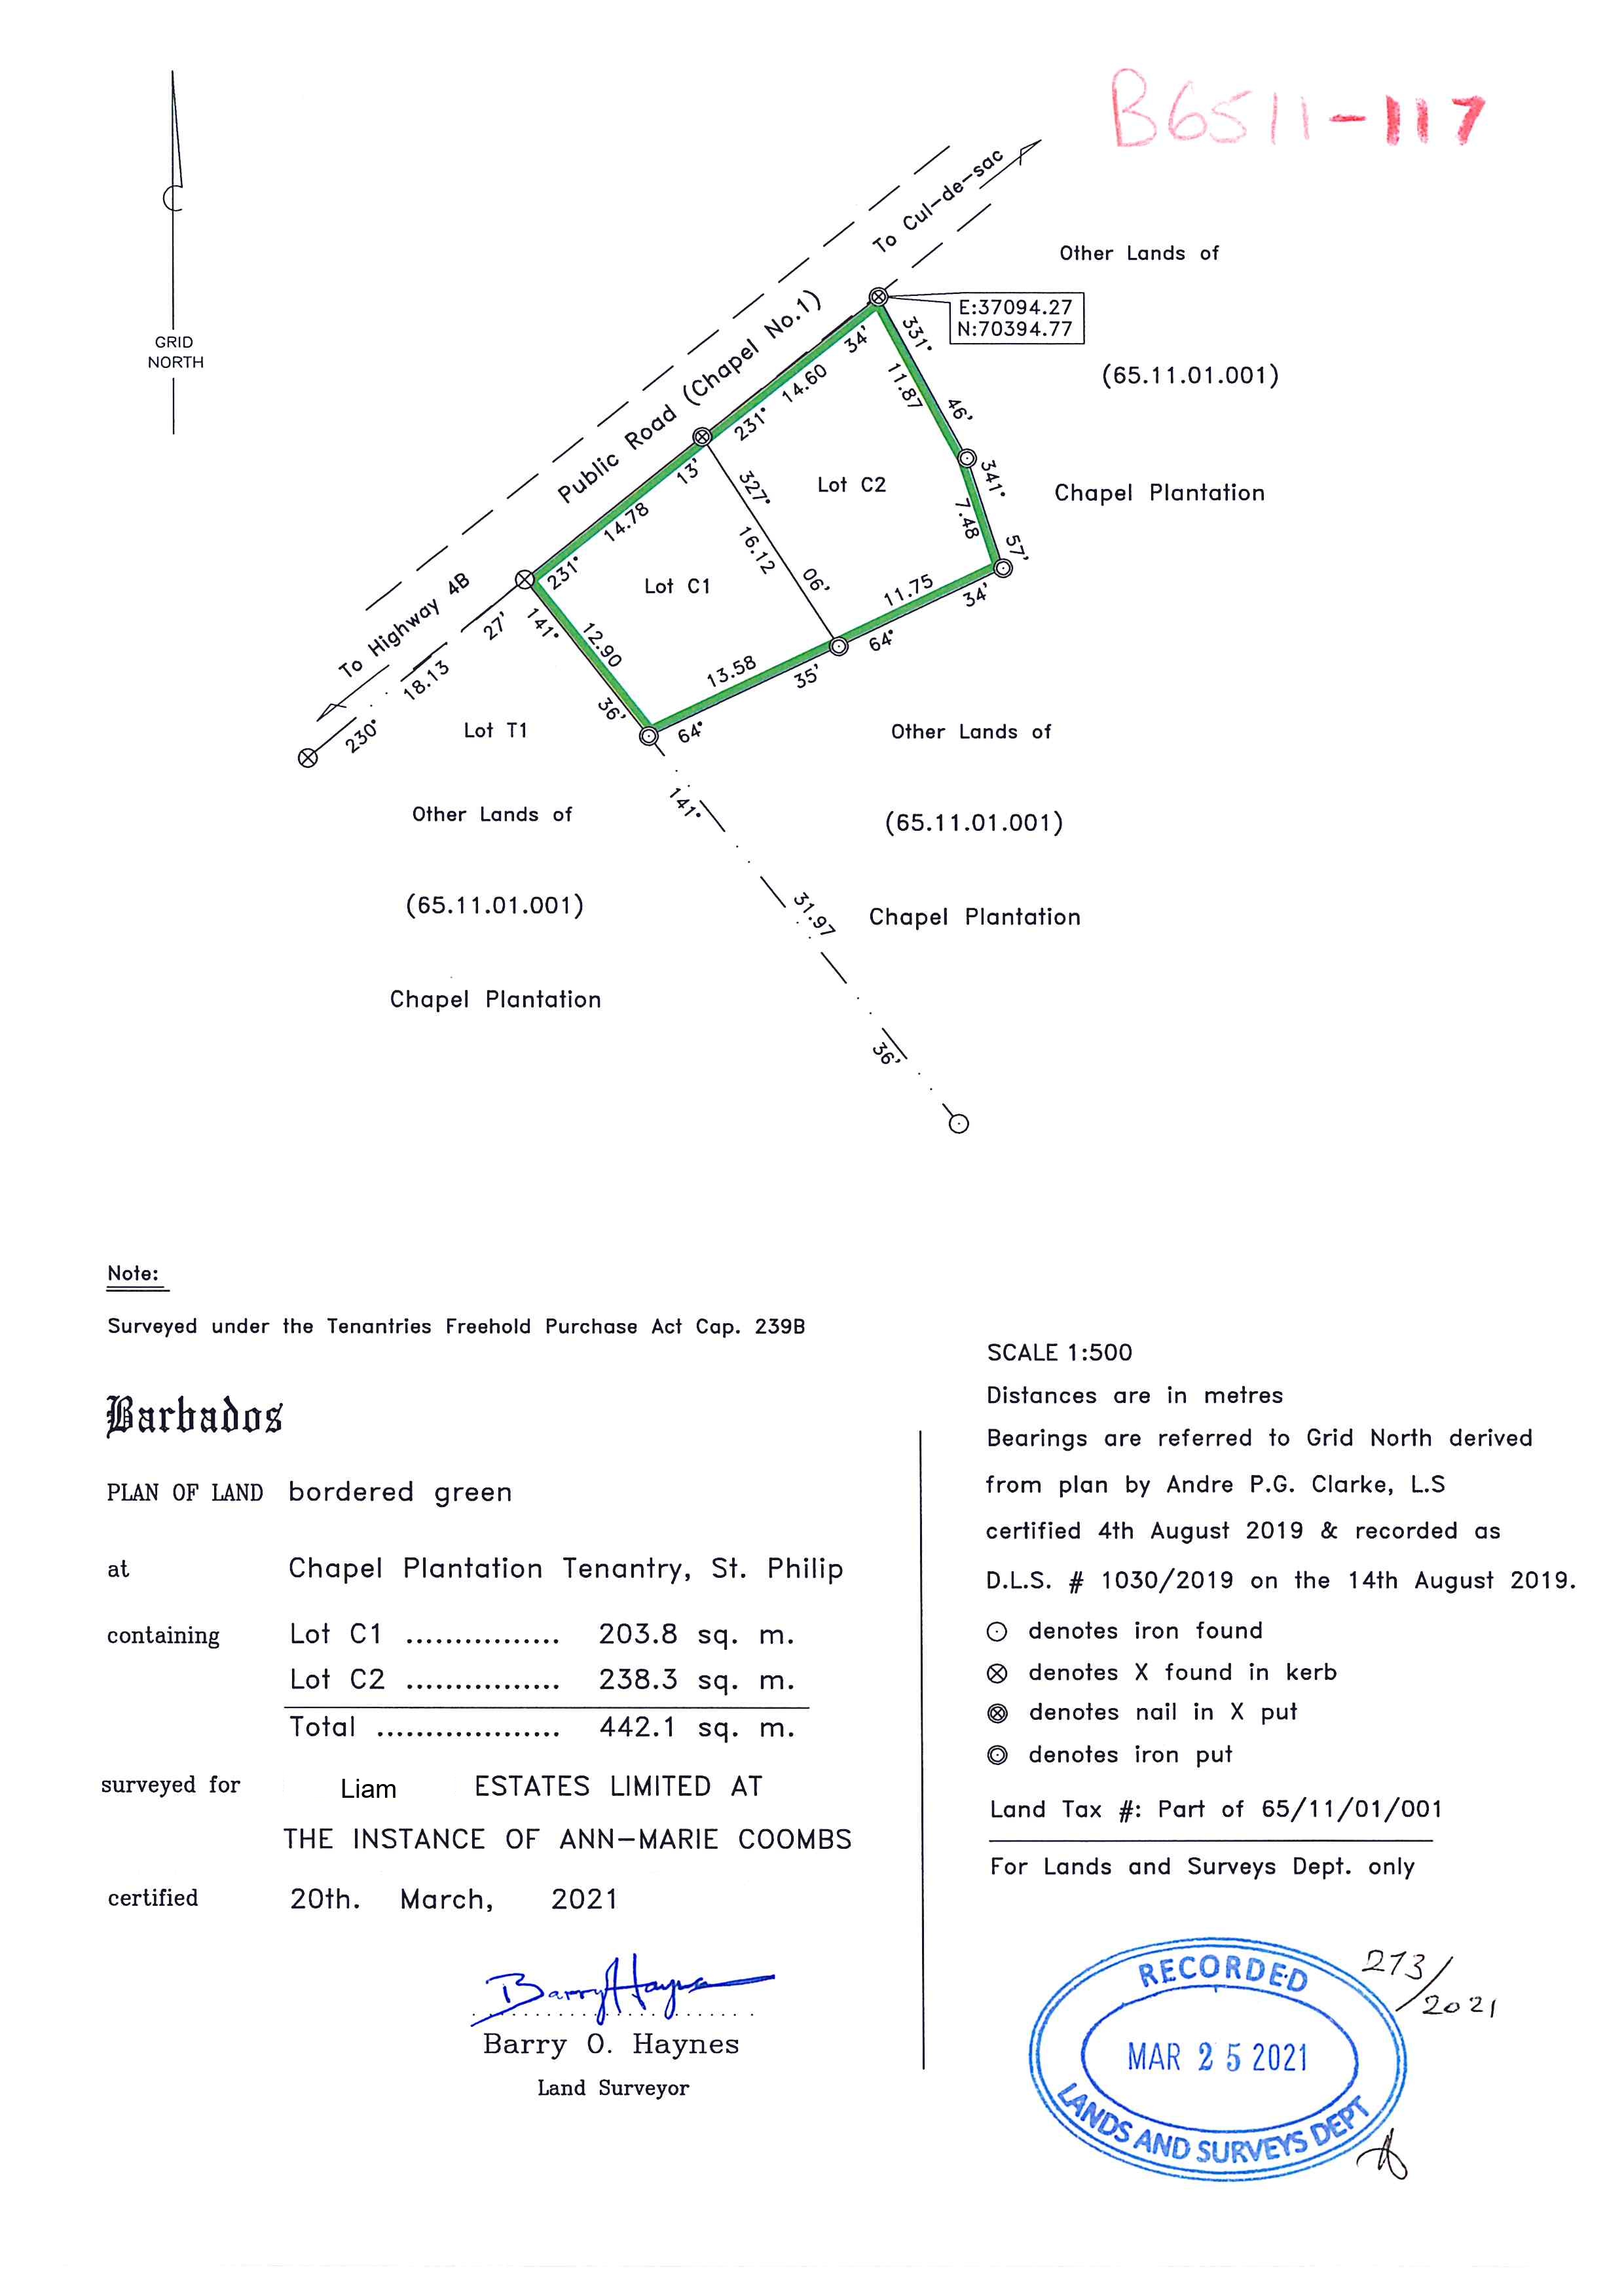 B6511-117
GRID
NORTH
To Cul-de-sac
Other Lands of
E:37094.27
N:70394.77
(65.11.01.001)
Chapel Plantation
Public Road (Chapel No.1)
34'
14.60
231°
331°
11.87
46'
341°
7.48
57'
Lot C2
13'
14.78
231°
327°
16.12
06'
Lot C1
11.75
34'
64°
To Highway 4B
27'
18.13
230°
141°
12.90
36'
13.58
35'
64°
Lot T1
Other Lands of
(65.11.01.001)
Chapel Plantation
Other Lands of
(65.11.01.001)
Chapel Plantation
141°
31.97
36'
Note:
Surveyed under the Tenantries Freehold Purchase Act Cap. 239B
Barbados
PLAN OF LAND bordered green
at Chapel Plantation Tenantry, St. Philip
containing Lot C1 ................ 203.8 sq. m.
Lot C2 ................ 238.3 sq. m.
Total ................... 442.1 sq. m.
surveyed for Liam ESTATES LIMITED AT
THE INSTANCE OF ANN-MARIE COOMBS
certified 20th. March, 2021
Barry Haynes
Barry O. Haynes
Land Surveyor
SCALE 1:500
Distances are in metres
Bearings are referred to Grid North derived
from plan by Andre P.G. Clarke, L.S
certified 4th August 2019 & recorded as
D.L.S. # 1030/2019 on the 14th August 2019.
denotes iron found
denotes X found in kerb
denotes nail in X put
denotes iron put
Land Tax #: Part of 65/11/01/001
For Lands and Surveys Dept. only
RECORDED
MAR 25 2021
LANDS AND SURVEYS DEPT
273/
2021